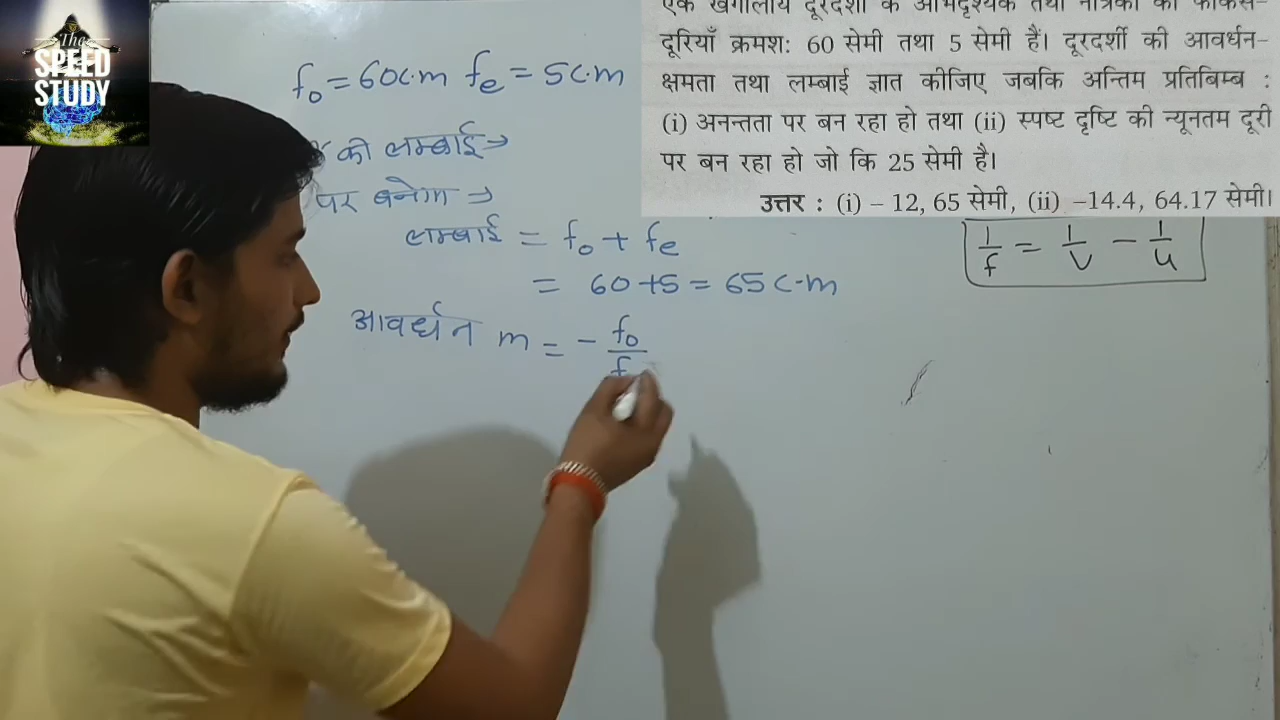 The
SPEED
STUDY
दूरियाँ क्रमश: 60 सेमी तथा 5 सेमी हैं। दूरदर्शी की आवर्धन-
क्षमता तथा लम्बाई ज्ञात कीजिए जबकि अन्तिम प्रतिबिम्ब :
(i) अनन्तता पर बन रहा हो तथा (ii) स्पष्ट दृष्टि की न्यूनतम दूरी
पर बन रहा हो जो कि 25 सेमी है।
उत्तर : (i) – 12, 65 सेमी, (ii) –14.4, 64.17 सेमी।
f₀ = 60c.m fe = 5c.m
की लम्बाई →
पर बनेगा ⇒
लम्बाई = f₀ + fe
= 60+5 = 65 c.m
आवर्धन m = - f₀/f
1/f = 1/v - 1/u